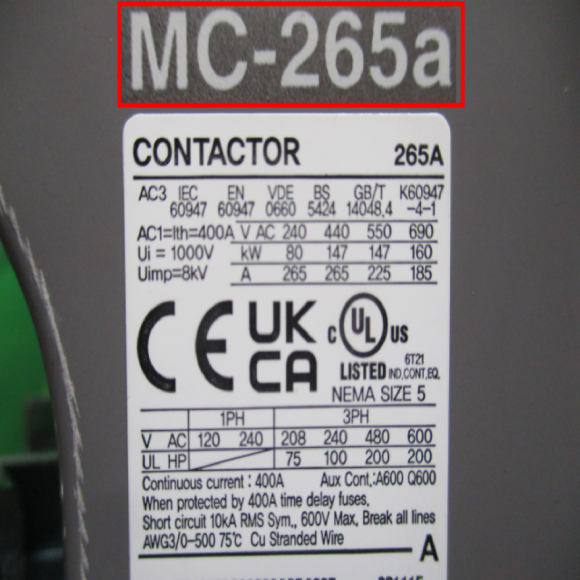 MC-265a
CONTACTOR 265A
AC3 IEC EN VDE BS GB/T K60947
60947 60947 0660 5424 14048.4 -4-1
AC1=Ith=400A V AC 240 440 550 690
Ui = 1000V kW 80 147 147 160
Uimp=8kV A 265 265 225 185
CE UK CA C UL US
LISTED 6T21 IND.CONT.EQ.
NEMA SIZE 5
1PH 3PH
V AC 120 240 208 240 480 600
UL HP 75 100 200 200
Continuous current : 400A Aux Cont.:A600 Q600
When protected by 400A time delay fuses,
Short circuit 10kA RMS Sym., 600V Max, Break all lines
AWG3/0-500 75℃ Cu Stranded Wire
A